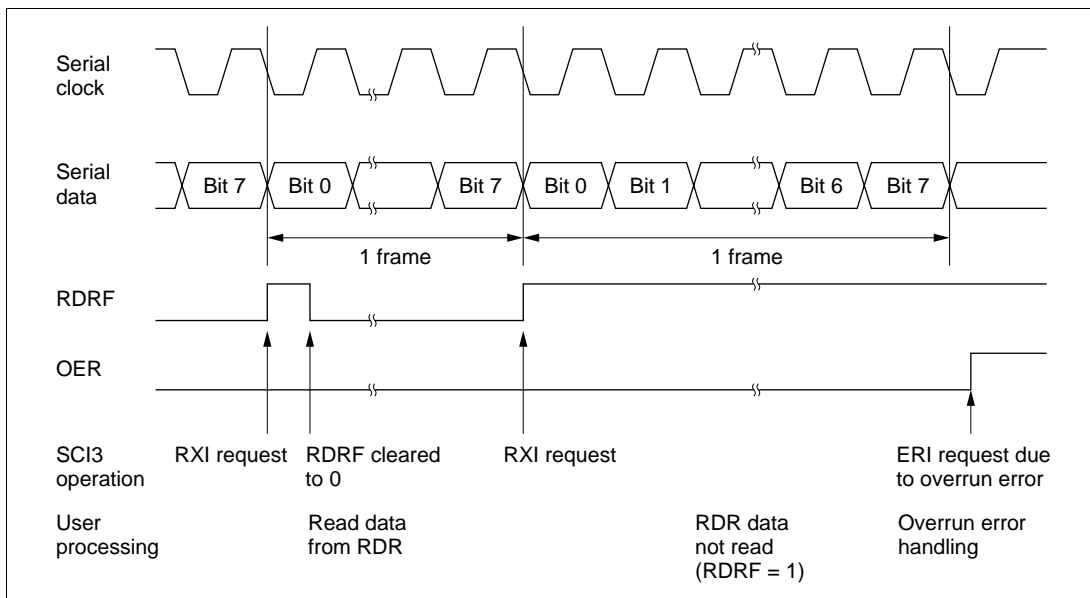 Serial
clock
Serial
data
Bit 7 Bit 0 Bit 7 Bit 0 Bit 1 Bit 6 Bit 7
1 frame 1 frame
RDRF
OER
SCI3
operation
RXI request
RDRF cleared
to 0
RXI request
ERI request due
to overrun error
User
processing
Read data
from RDR
RDR data
not read
(RDRF = 1)
Overrun error
handling